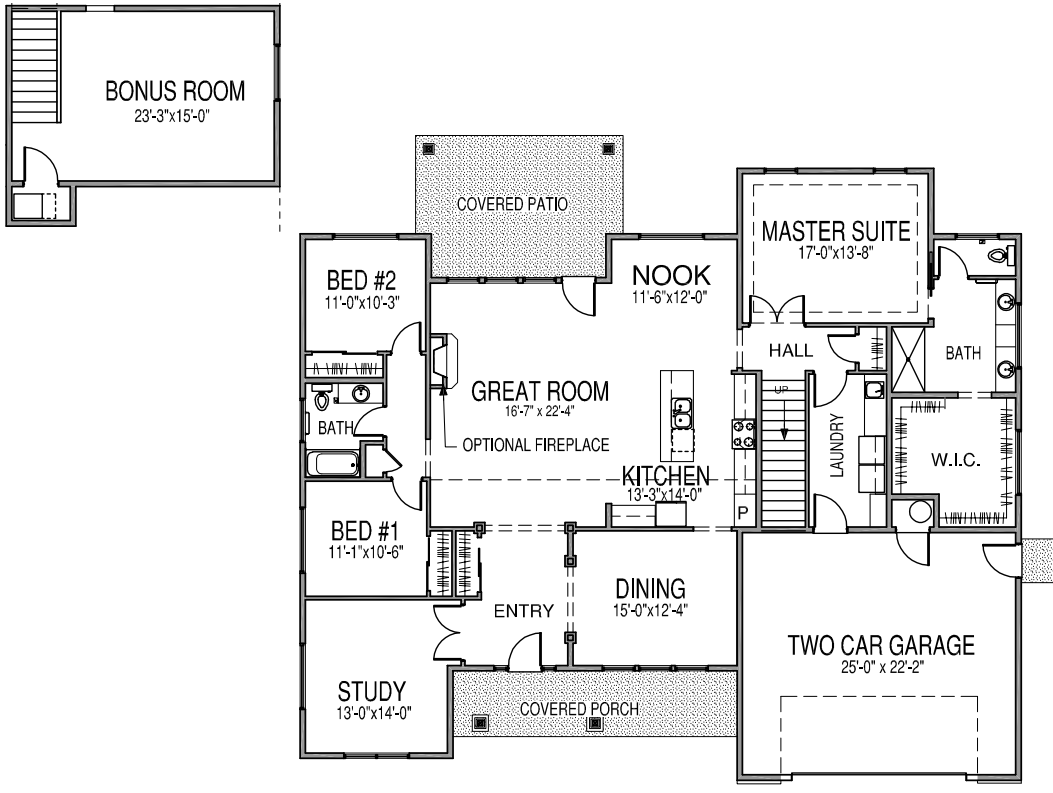 BONUS ROOM
23'-3"x15'-0"
COVERED PATIO
MASTER SUITE
17'-0"x13'-8"
BED #2
11'-0"x10'-3"
NOOK
11'-6"x12'-0"
HALL
BATH
GREAT ROOM
16'-7" x 22'-4"
UP
BATH
OPTIONAL FIREPLACE
LAUNDRY
W.I.C.
KITCHEN
13'-3"x14'-0"
P
BED #1
11'-1"x10'-6"
DINING
15'-0"x12'-4"
ENTRY
TWO CAR GARAGE
25'-0" x 22'-2"
STUDY
13'-0"x14'-0"
COVERED PORCH